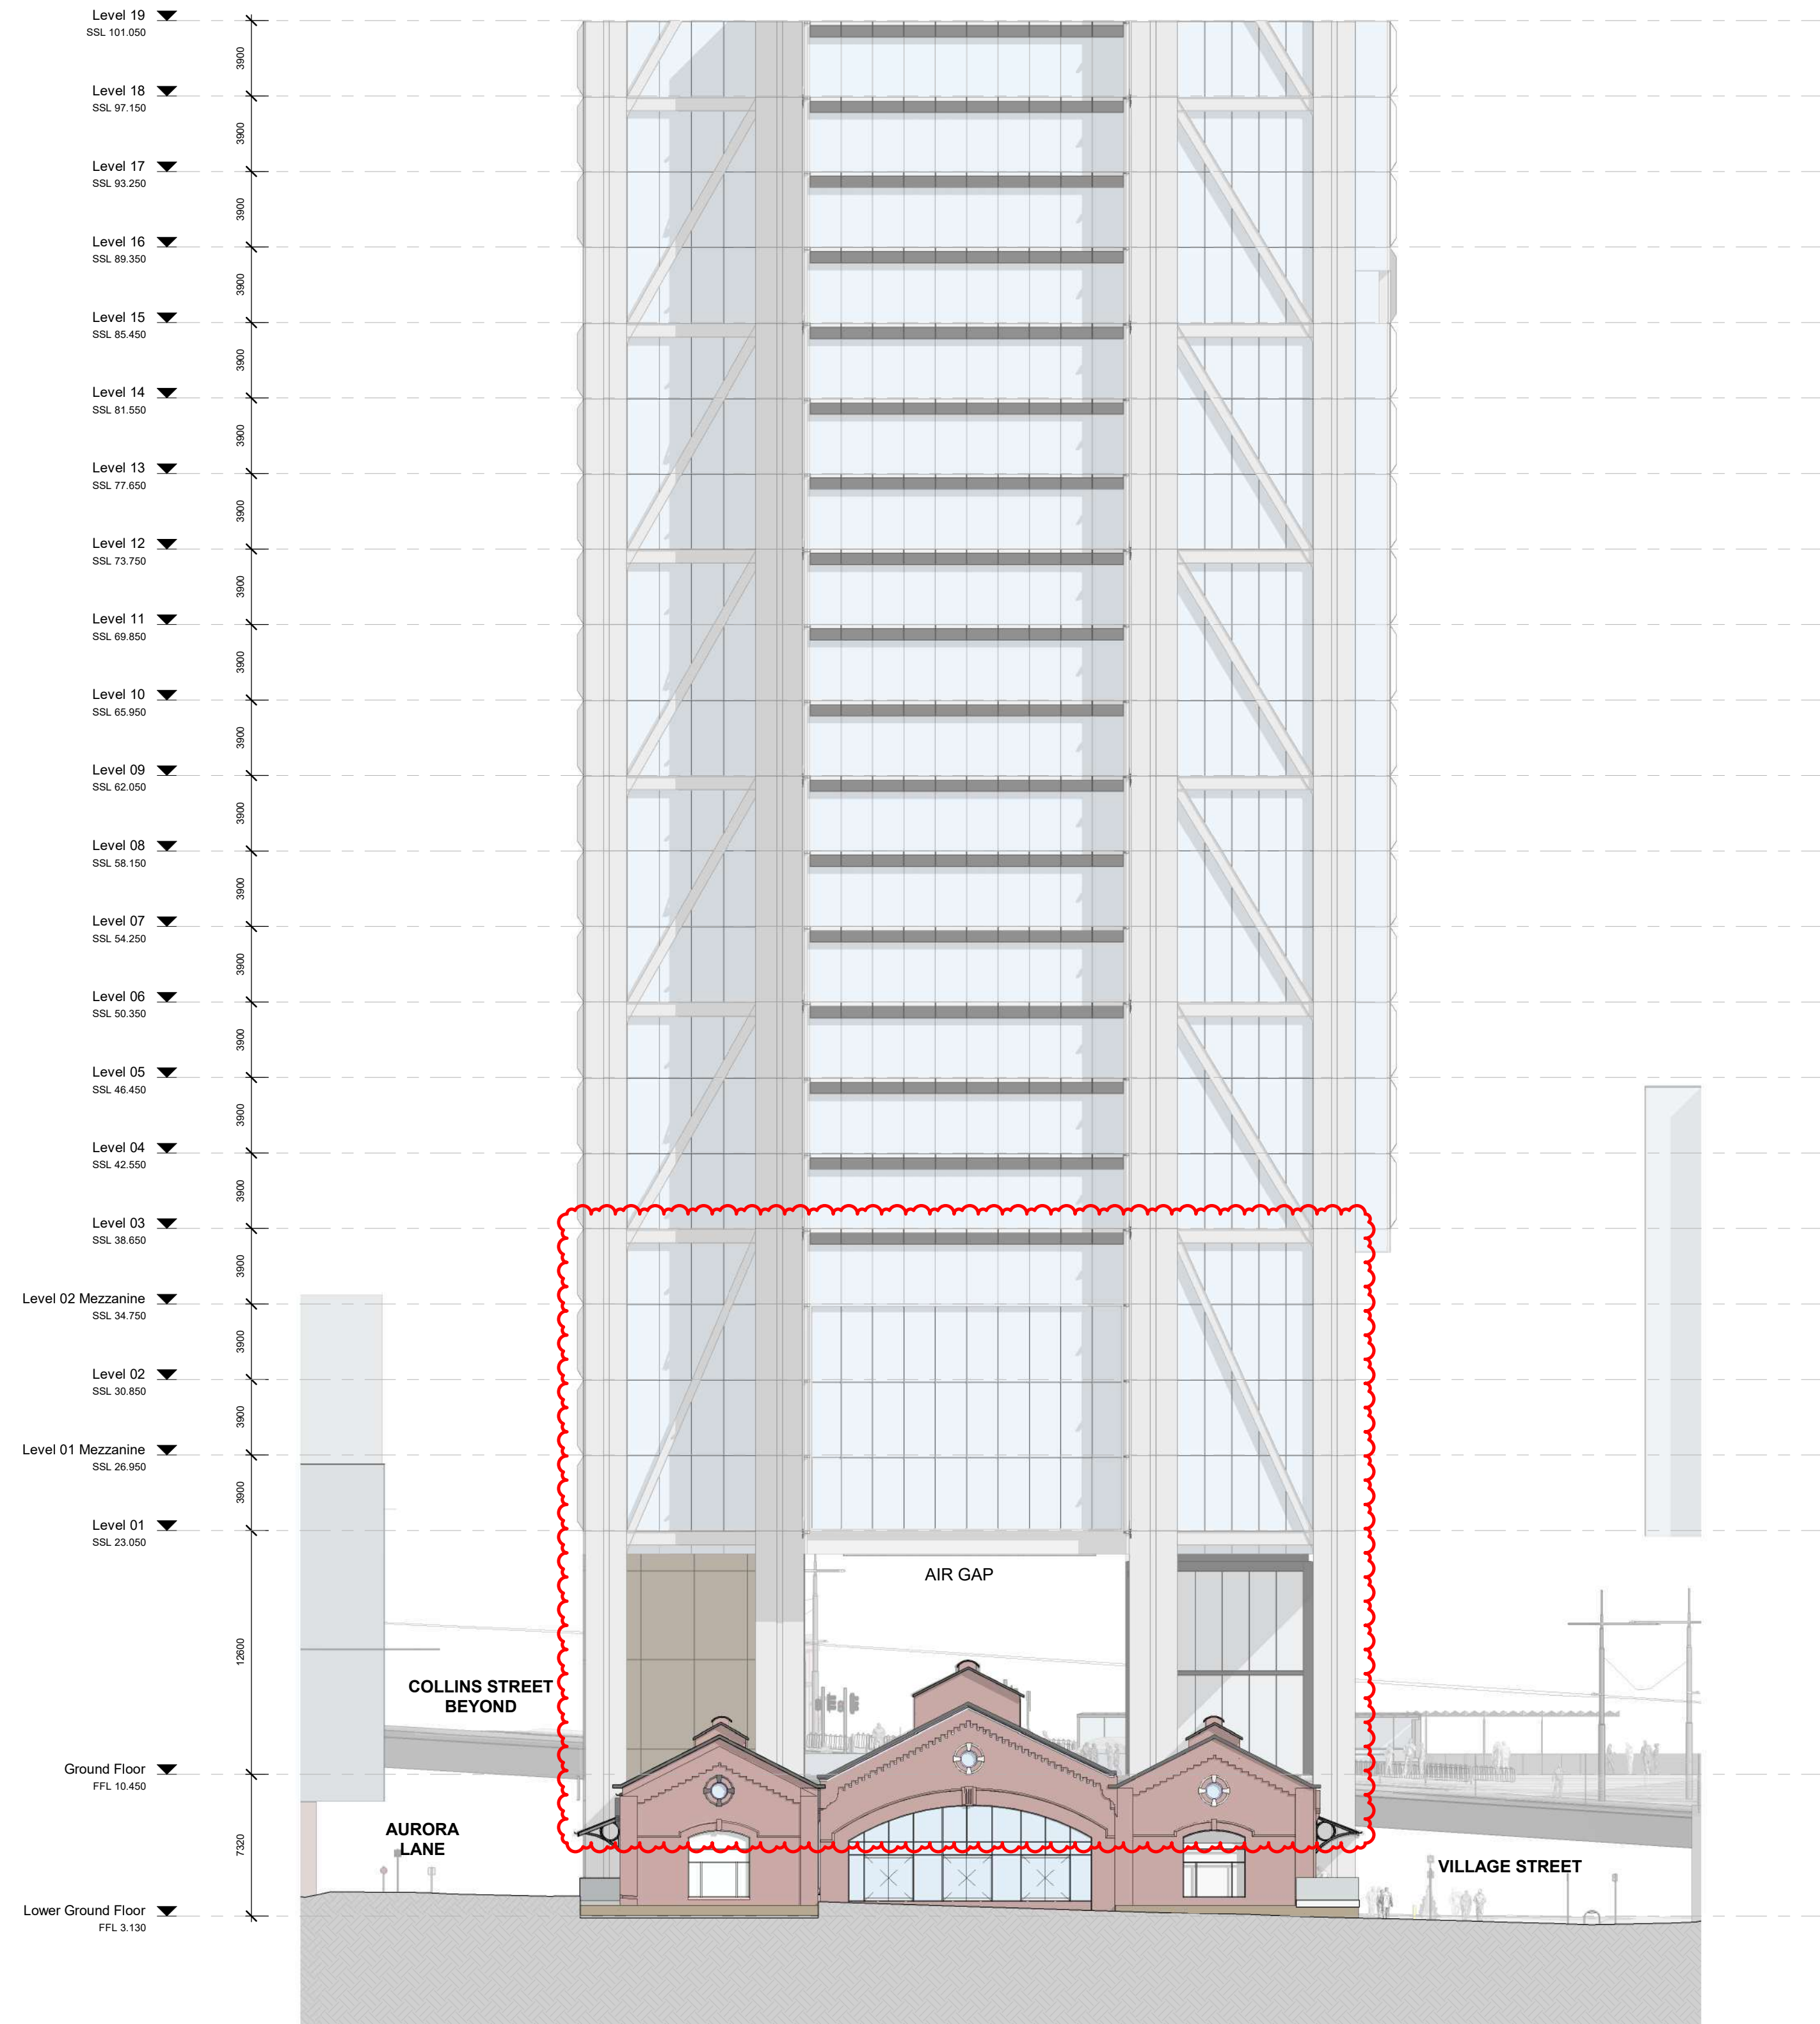 Level 19
SSL 101.050
3900
Level 18
SSL 97.150
3900
Level 17
SSL 93.250
3900
Level 16
SSL 89.350
3900
Level 15
SSL 85.450
3900
Level 14
SSL 81.550
3900
Level 13
SSL 77.650
3900
Level 12
SSL 73.750
3900
Level 11
SSL 69.850
3900
Level 10
SSL 65.950
3900
Level 09
SSL 62.050
3900
Level 08
SSL 58.150
3900
Level 07
SSL 54.250
3900
Level 06
SSL 50.350
3900
Level 05
SSL 46.450
3900
Level 04
SSL 42.550
3900
Level 03
SSL 38.650
3900
Level 02 Mezzanine
SSL 34.750
3900
Level 02
SSL 30.850
3900
Level 01 Mezzanine
SSL 26.950
3900
Level 01
SSL 23.050
AIR GAP
12600
COLLINS STREET
BEYOND
Ground Floor
FFL 10.450
7320
AURORA
LANE
VILLAGE STREET
Lower Ground Floor
FFL 3.130